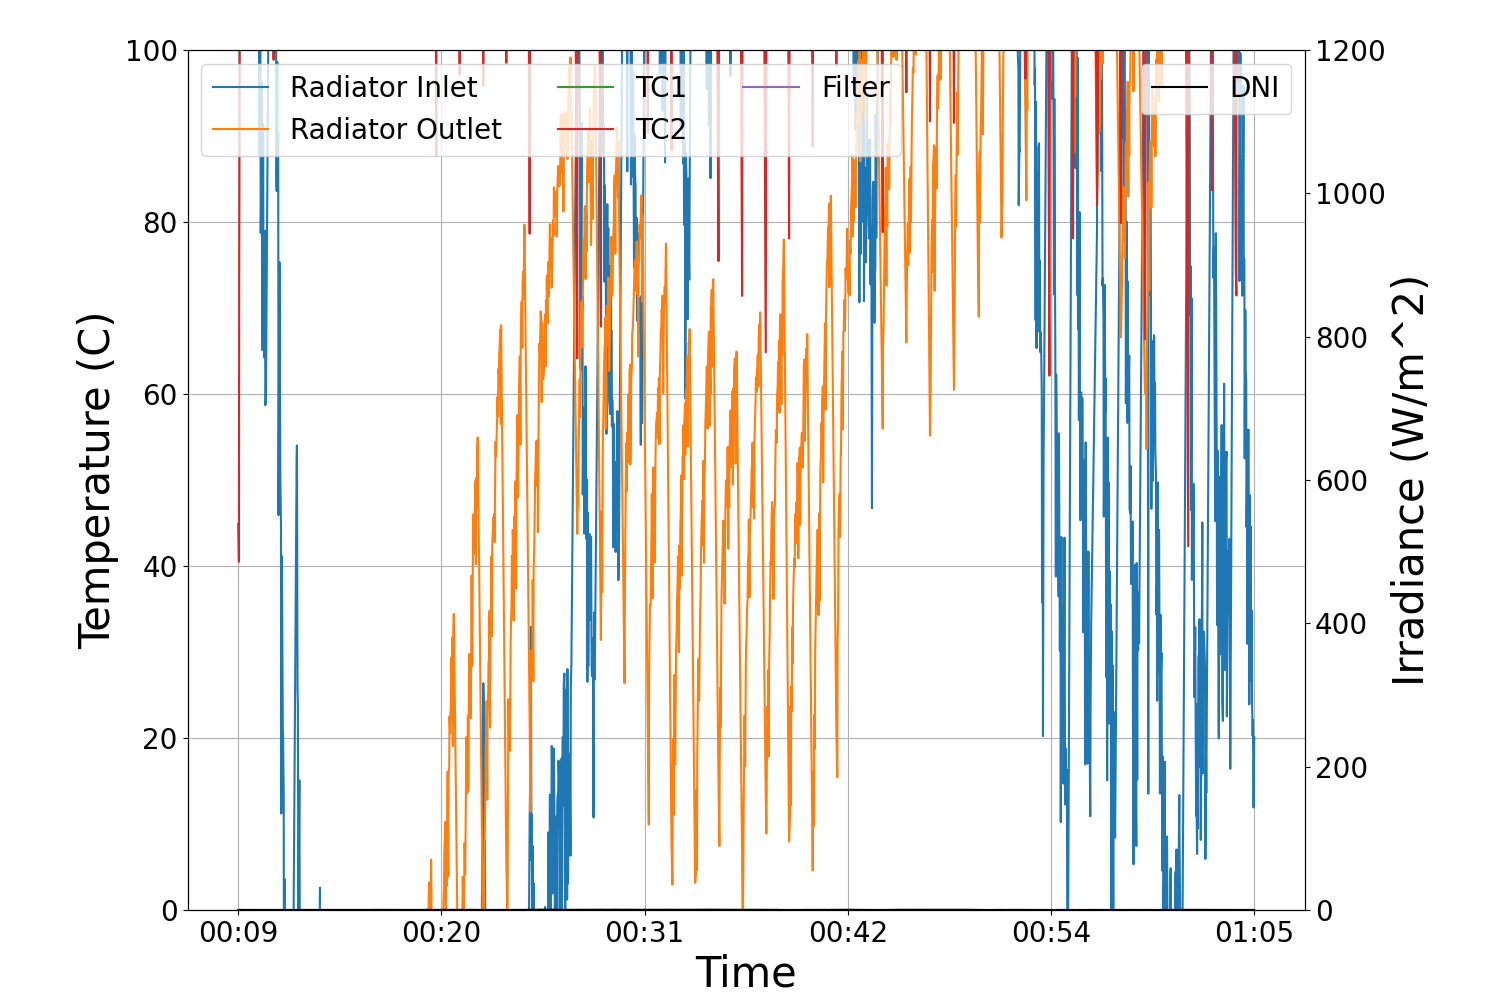 100
80
60
40
20
0
Temperature (C)
Radiator Inlet
Radiator Outlet
TC1
TC2
Filter
DNI
1200
1000
800
600
400
200
0
Irradiance (W/m^2)
00:09 00:20 00:31 00:42 00:54 01:05
Time